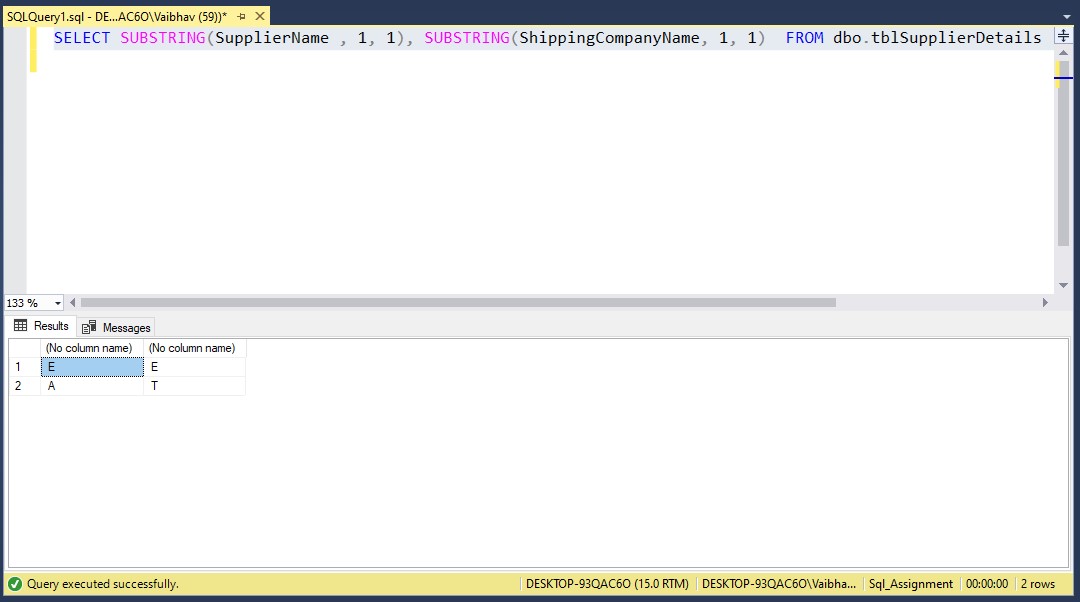 SQLQuery1.sql - DE...AC6O\Vaibhav (59))*
SELECT SUBSTRING(SupplierName , 1, 1), SUBSTRING(ShippingCompanyName, 1, 1)  FROM dbo.tblSupplierDetails
133 %
Results Messages
(No column name) (No column name)
1 E E
2 A T
Query executed successfully. DESKTOP-93QAC6O (15.0 RTM) DESKTOP-93QAC6O\Vaibha... Sql_Assignment 00:00:00 2 rows